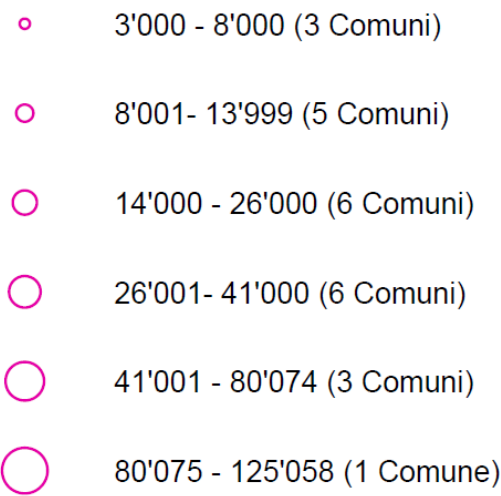 3'000 - 8'000 (3 Comuni)
8'001- 13'999 (5 Comuni)
14'000 - 26'000 (6 Comuni)
26'001- 41'000 (6 Comuni)
41'001 - 80'074 (3 Comuni)
80'075 - 125'058 (1 Comune)